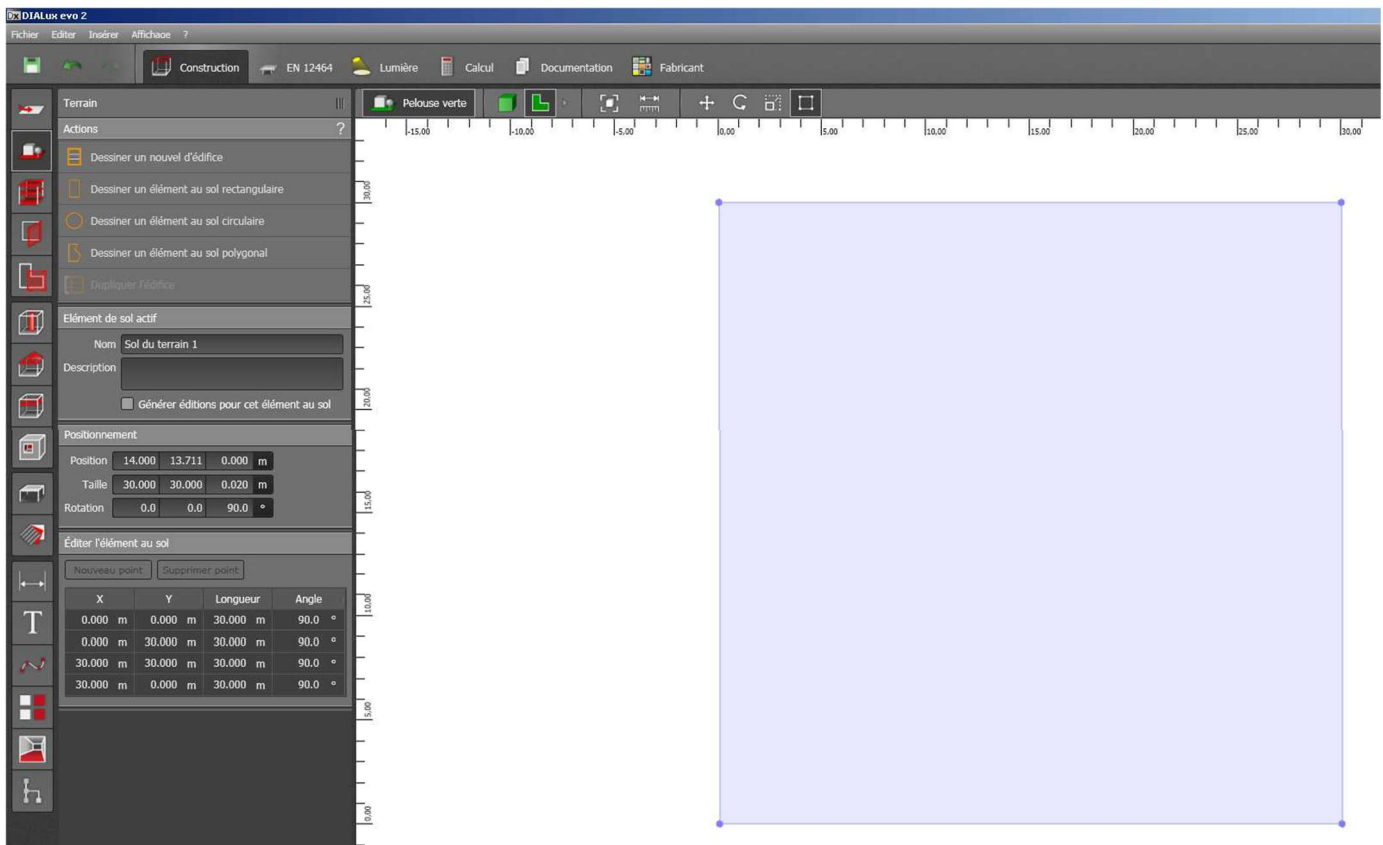 DIALux evo 2
Fichier Editer Insérer Affichage ?
Construction EN 12464 Lumière Calcul Documentation Fabricant
Terrain
Pelouse verte
Actions ?
-15.00 -10.00 -5.00 0.00 5.00 10.00 15.00 20.00 25.00 30.00
Dessiner un nouvel d'édifice
Dessiner un élément au sol rectangulaire
Dessiner un élément au sol circulaire
Dessiner un élément au sol polygonal
Dupliquer l'édifice
Elément de sol actif
Nom Sol du terrain 1
Description
Générer éditions pour cet élément au sol
Positionnement
Position 14.000 13.711 0.000 m
Taille 30.000 30.000 0.020 m
Rotation 0.0 0.0 90.0 °
Éditer l'élément au sol
Nouveau point Supprimer point
X Y Longueur Angle
0.000 m 0.000 m 30.000 m 90.0 °
0.000 m 30.000 m 30.000 m 90.0 °
30.000 m 30.000 m 30.000 m 90.0 °
30.000 m 0.000 m 30.000 m 90.0 °
T
30.00
25.00
20.00
15.00
10.00
5.00
0.00